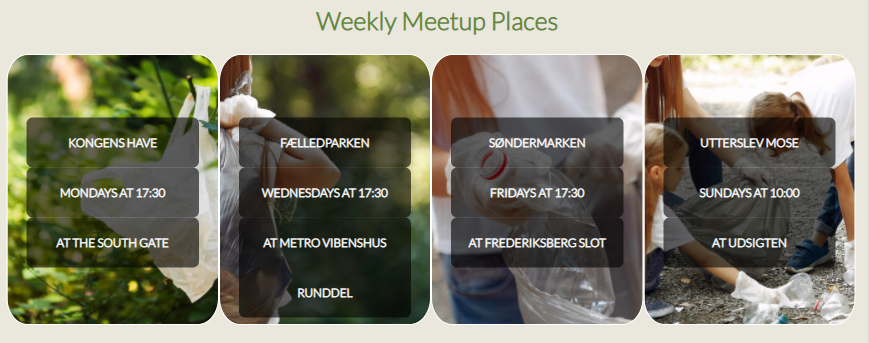 Weekly Meetup Places
KONGENS HAVE
MONDAYS AT 17:30
AT THE SOUTH GATE
FÆLLEDPARKEN
WEDNESDAYS AT 17:30
AT METRO VIBENSHUS
RUNDDEL
SØNDERMARKEN
FRIDAYS AT 17:30
AT FREDERIKSBERG SLOT
UTTERSLEV MOSE
SUNDAYS AT 10:00
AT UDSIGTEN